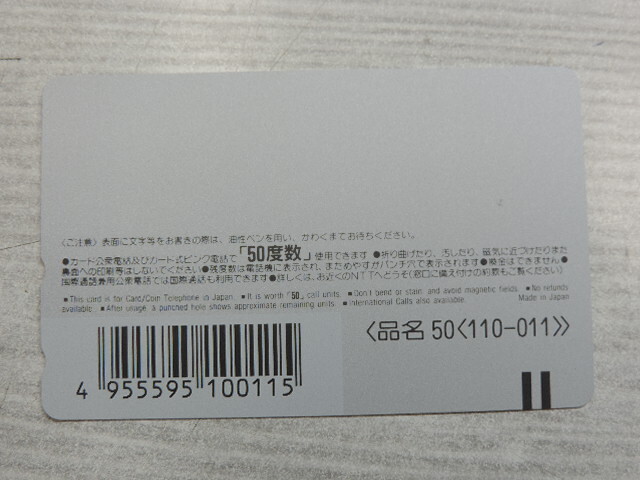 〈ご注意〉表面に文字等をお書きの際は、油性ペンを用い、かわくまでお待ちください。
●カード公衆電話及びカード式ピンク電話で「50度数」使用できます●折り曲げたり、汚したり、磁気に近づけたりまた
裏面への印刷等はしないでください●残度数は電話機に表示され、まためやすがパンチ穴で表示されます●換金はできません●
国際通話兼用公衆電話では国際通話も利用できます●詳しくは、お近くのNTTへどうぞ(窓口に備え付けの約款もご覧ください)
■This card is for Card/Coin Telephone in Japan. ■It is worth "50" call units. ■Don't bend or stain, and avoid magnetic fields. ■No refunds
available. ■After usage a punched hole shows approximate remaining units. ■International Calls also available. Made in Japan
〈品名 50〈110-011〉〉
4 955595 100115